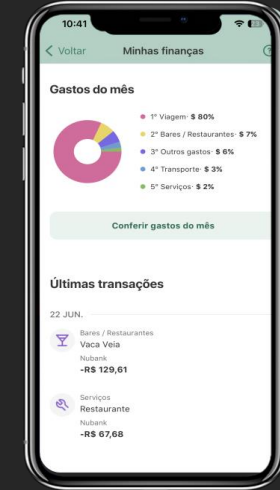 10:41
Voltar
Minhas finanças
Gastos do mês
1º Viagem· $ 80%
2º Bares / Restaurantes· $ 7%
3º Outros gastos· $ 6%
4º Transporte· $ 3%
5º Serviços· $ 2%
Conferir gastos do mês
Últimas transações
22 JUN.
Bares / Restaurantes
Vaca Veia
Nubank
-R$ 129,61
Serviços
Restaurante
Nubank
-R$ 67,68